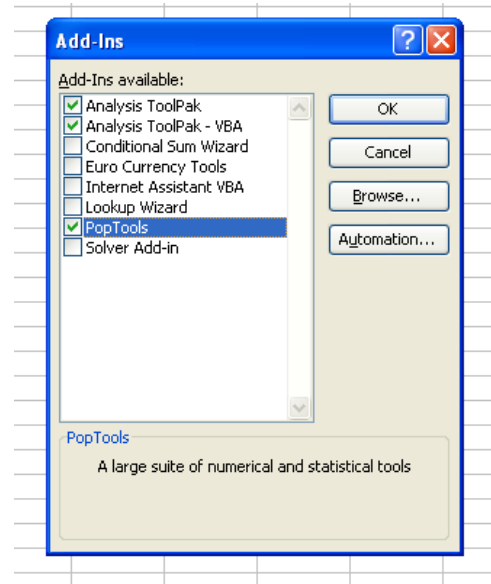 Add-Ins
Add-Ins available:
Analysis ToolPak
Analysis ToolPak - VBA
Conditional Sum Wizard
Euro Currency Tools
Internet Assistant VBA
Lookup Wizard
PopTools
Solver Add-in
OK
Cancel
Browse...
Automation...
PopTools
A large suite of numerical and statistical tools